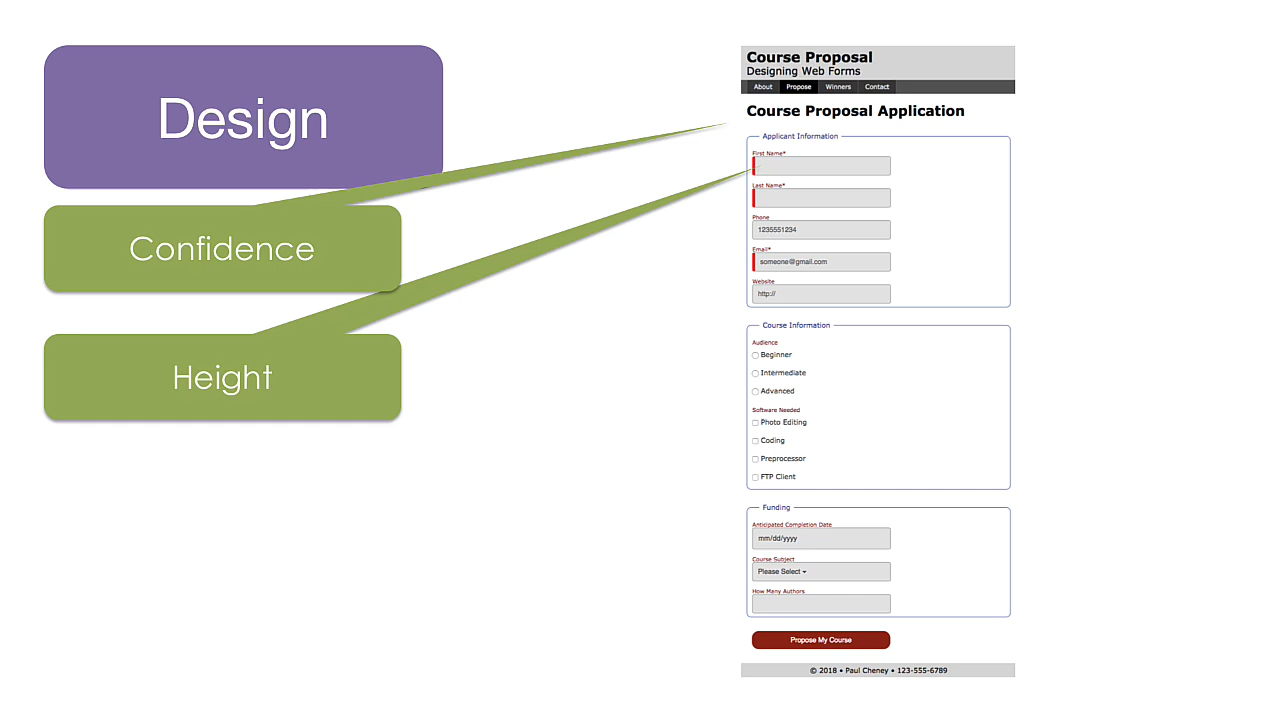 Design
Confidence
Height
Course Proposal
Designing Web Forms
About Propose Winners Contact
Course Proposal Application
Applicant Information
First Name*
Last Name*
Phone
1235551234
Email*
someone@gmail.com
Website
http://
Course Information
Audience
Beginner
Intermediate
Advanced
Software Needed
Photo Editing
Coding
Preprocessor
FTP Client
Funding
Anticipated Completion Date
mm/dd/yyyy
Course Subject
Please Select
How Many Authors
Propose My Course
© 2018 • Paul Cheney • 123-555-6789